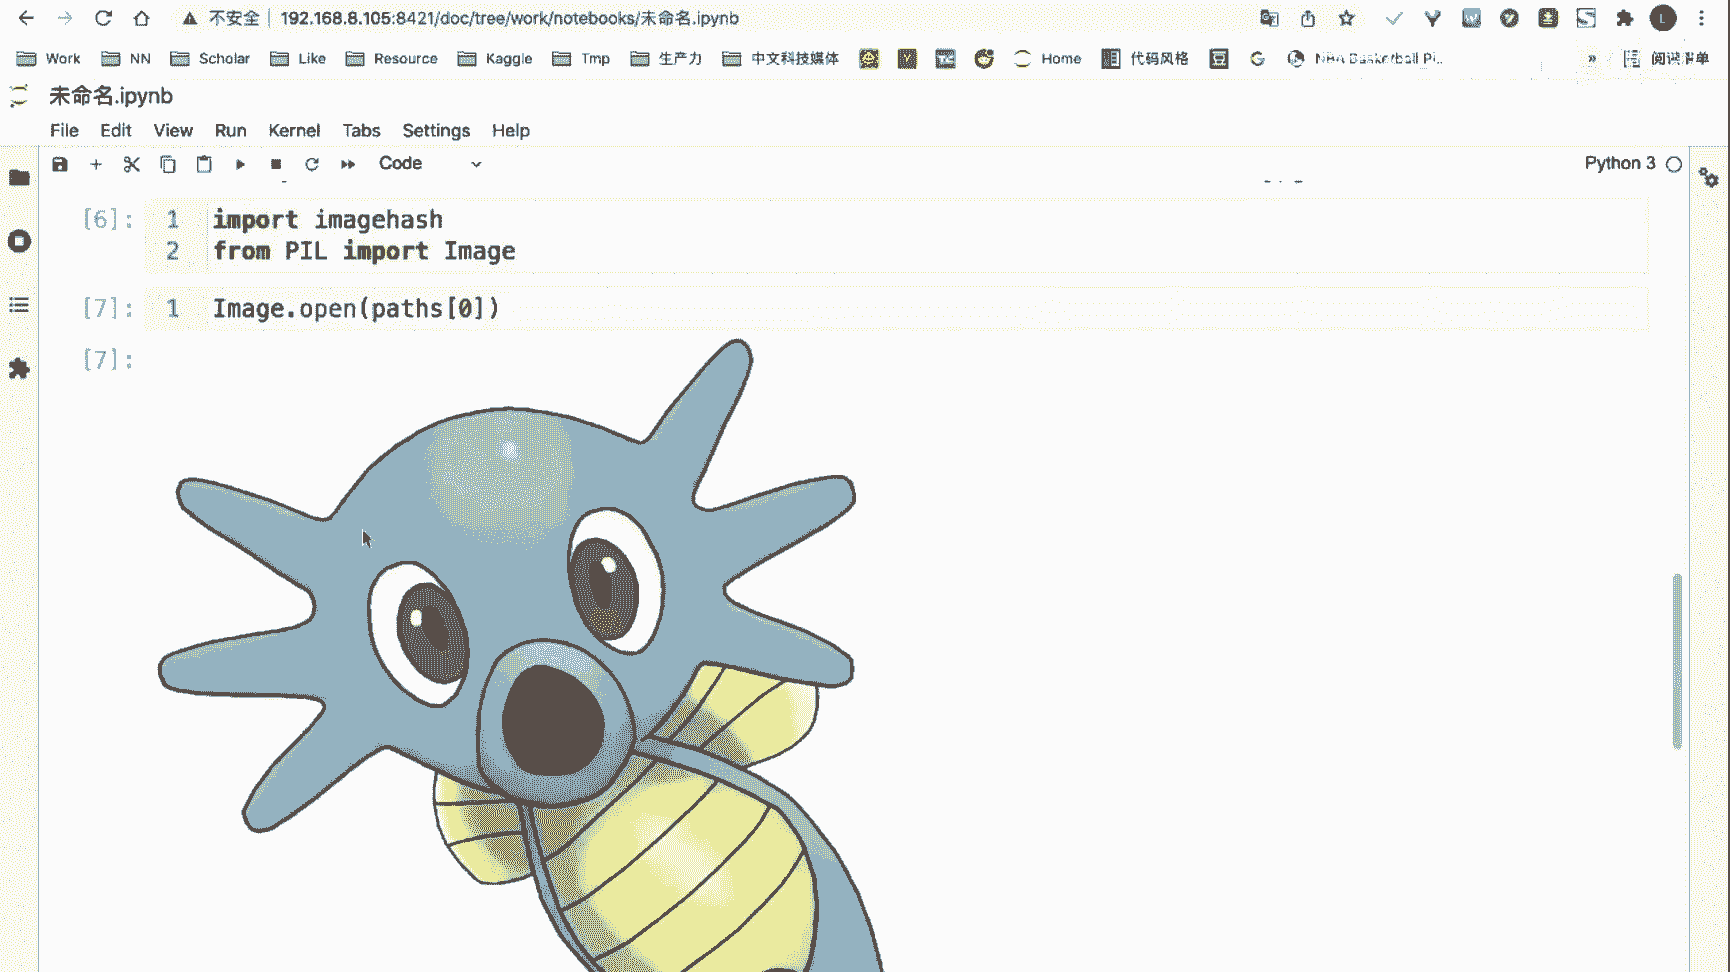 不安全 192.168.8.105:8421/doc/tree/work/notebooks/未命名.ipynb
Work NN Scholar Like Resource Kaggle Tmp 生产力 中文科技媒体 Home 代码风格 豆 G NBA Basketball Pi.. » 阅读清单
未命名.ipynb
File Edit View Run Kernel Tabs Settings Help
Code Python 3
[6]: 1 import imagehash
2 from PIL import Image
[7]: 1 Image.open(paths[0])
[7]: